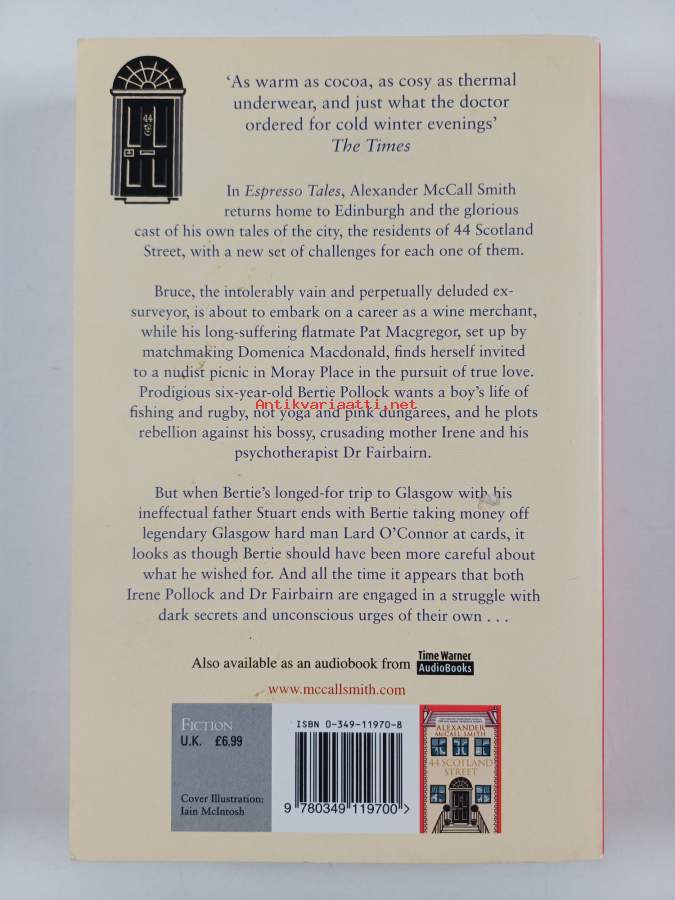 44
‘As warm as cocoa, as cosy as thermal
underwear, and just what the doctor
ordered for cold winter evenings’
The Times
In Espresso Tales, Alexander McCall Smith
returns home to Edinburgh and the glorious
cast of his own tales of the city, the residents of 44 Scotland
Street, with a new set of challenges for each one of them.
Bruce, the intolerably vain and perpetually deluded ex-
surveyor, is about to embark on a career as a wine merchant,
while his long-suffering flatmate Pat Macgregor, set up by
matchmaking Domenica Macdonald, finds herself invited
to a nudist picnic in Moray Place in the pursuit of true love.
Prodigious six-year-old Bertie Pollock wants a boy’s life of
Antikvariaatti.net
fishing and rugby, not yoga and pink dungarees, and he plots
rebellion against his bossy, crusading mother Irene and his
psychotherapist Dr Fairbairn.
But when Bertie’s longed-for trip to Glasgow with his
ineffectual father Stuart ends with Bertie taking money off
legendary Glasgow hard man Lard O’Connor at cards, it
looks as though Bertie should have been more careful about
what he wished for. And all the time it appears that both
Irene Pollock and Dr Fairbairn are engaged in a struggle with
dark secrets and unconscious urges of their own . . .
Also available as an audiobook from Time Warner AudioBooks
www.mccallsmith.com
FICTION
U.K. £6.99
Cover Illustration:
Iain McIntosh
ISBN 0-349-11970-8
9 780349 119700 >
ALEXANDER
McCALL SMITH
44 SCOTLAND
STREET